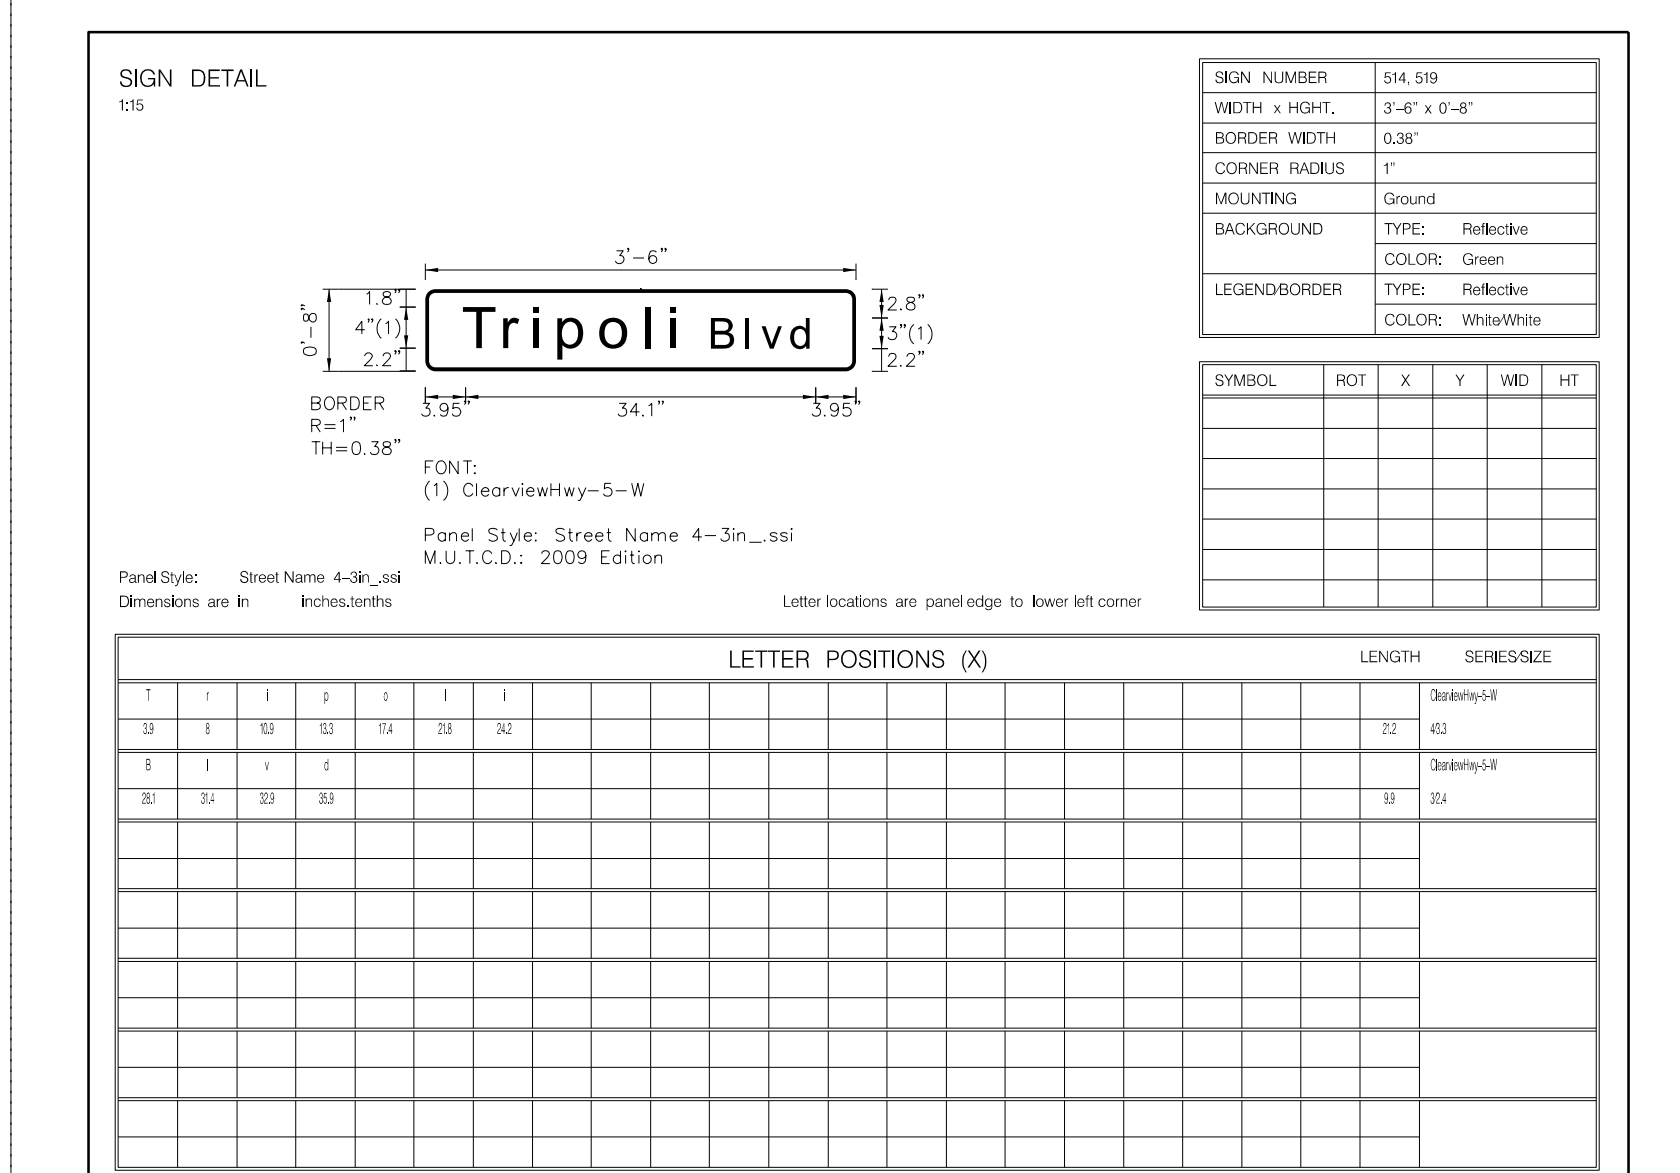 SIGN DETAIL
1:15
SIGN NUMBER 514, 519
WIDTH x HGHT. 3'–6" x 0'–8"
BORDER WIDTH 0.38"
CORNER RADIUS 1"
MOUNTING Ground
BACKGROUND TYPE: Reflective
COLOR: Green
LEGEND/BORDER TYPE: Reflective
COLOR: White/White
3'–6"
0'–8"
1.8"
4"(1)
2.2"
Tripoli Blvd
2.8"
3"(1)
2.2"
3.95" 34.1" 3.95"
BORDER
R=1"
TH=0.38"
FONT:
(1) ClearviewHwy–5–W
Panel Style: Street Name 4–3in_.ssi
M.U.T.C.D.: 2009 Edition
SYMBOL ROT X Y WID HT
Panel Style: Street Name 4–3in_.ssi
Dimensions are in inches.tenths
Letter locations are panel edge to lower left corner
LETTER POSITIONS (X) LENGTH SERIES/SIZE
T r i p o l i ClearviewHwy–5–W
3.9 8 10.9 13.3 17.4 21.8 24.2 21.2 4/3.3
B l v d ClearviewHwy–5–W
28.1 31.4 32.9 35.9 9.9 3/2.4